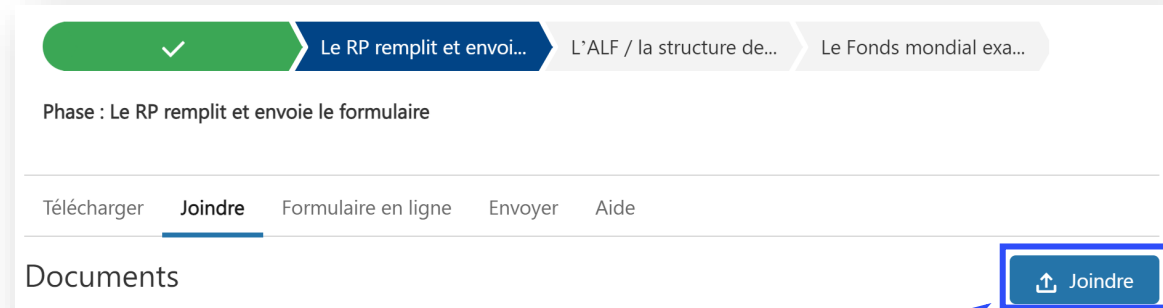 Le RP remplit et envoi... L’ALF / la structure de... Le Fonds mondial exa...
Phase : Le RP remplit et envoie le formulaire
Télécharger Joindre Formulaire en ligne Envoyer Aide
Documents Joindre